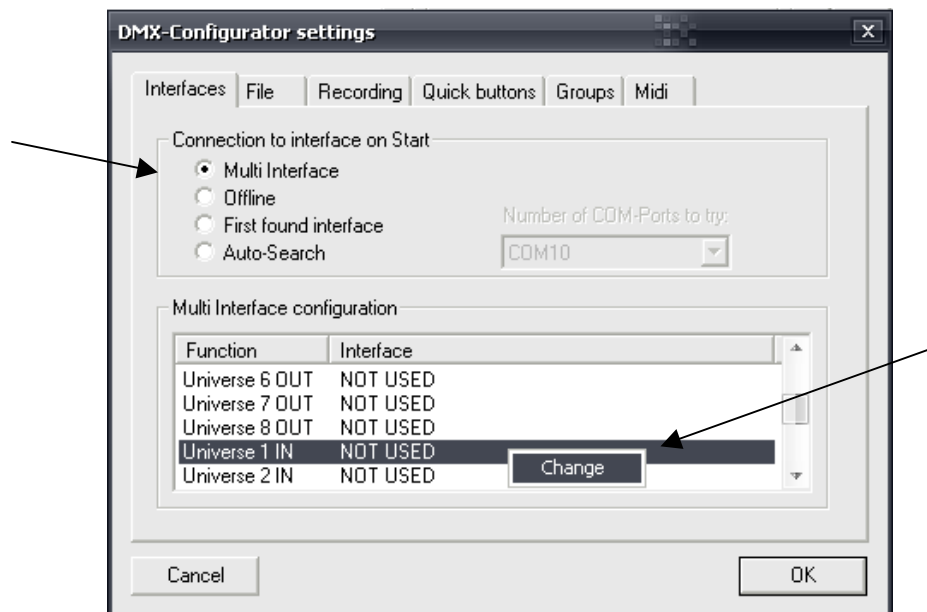 DMX-Configurator settings
Interfaces File Recording Quick buttons Groups Midi
Connection to interface on Start
Multi Interface
Offline
First found interface
Auto-Search
Number of COM-Ports to try:
COM10
Multi Interface configuration
Function Interface
Universe 6 OUT NOT USED
Universe 7 OUT NOT USED
Universe 8 OUT NOT USED
Universe 1 IN NOT USED
Change
Universe 2 IN NOT USED
Cancel OK